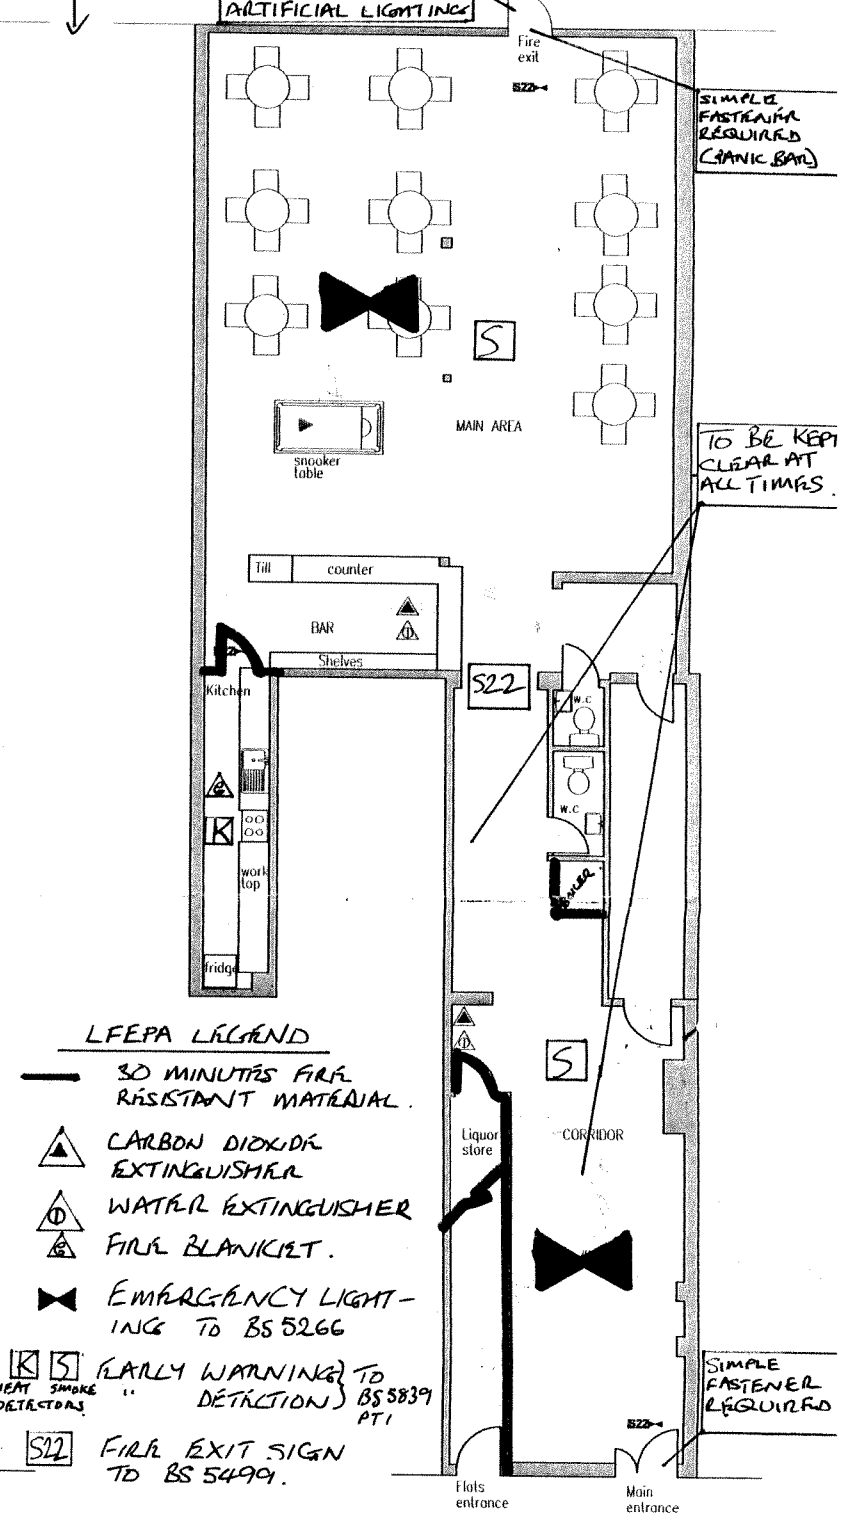 ARTIFICIAL LIGHTING
Fire
exit
S22
SIMPLE
FASTENER
REQUIRED
(PANIC BAR)
S
MAIN AREA
snooker
table
TO BE KEPT
CLEAR AT
ALL TIMES.
Till
counter
BAR
Shelves
S22
Kitchen
W.C
W.C
BOILER.
K
work
top
fridge
LFEPA LEGEND
30 MINUTES FIRE
RESISTANT MATERIAL.
CARBON DIOXIDE
EXTINGUISHER
WATER EXTINGUISHER
FIRE BLANKET.
EMERGENCY LIGHT-
ING TO BS 5266
K S EARLY WARNING } TO
HEAT SMOKE " DETECTION } BS 5839
DETECTORS PT1
S22 FIRE EXIT SIGN
TO BS 5499.
S
Liquor
store
CORRIDOR
SIMPLE
FASTENER
REQUIRED
S22
Flats
entrance
Main
entrance